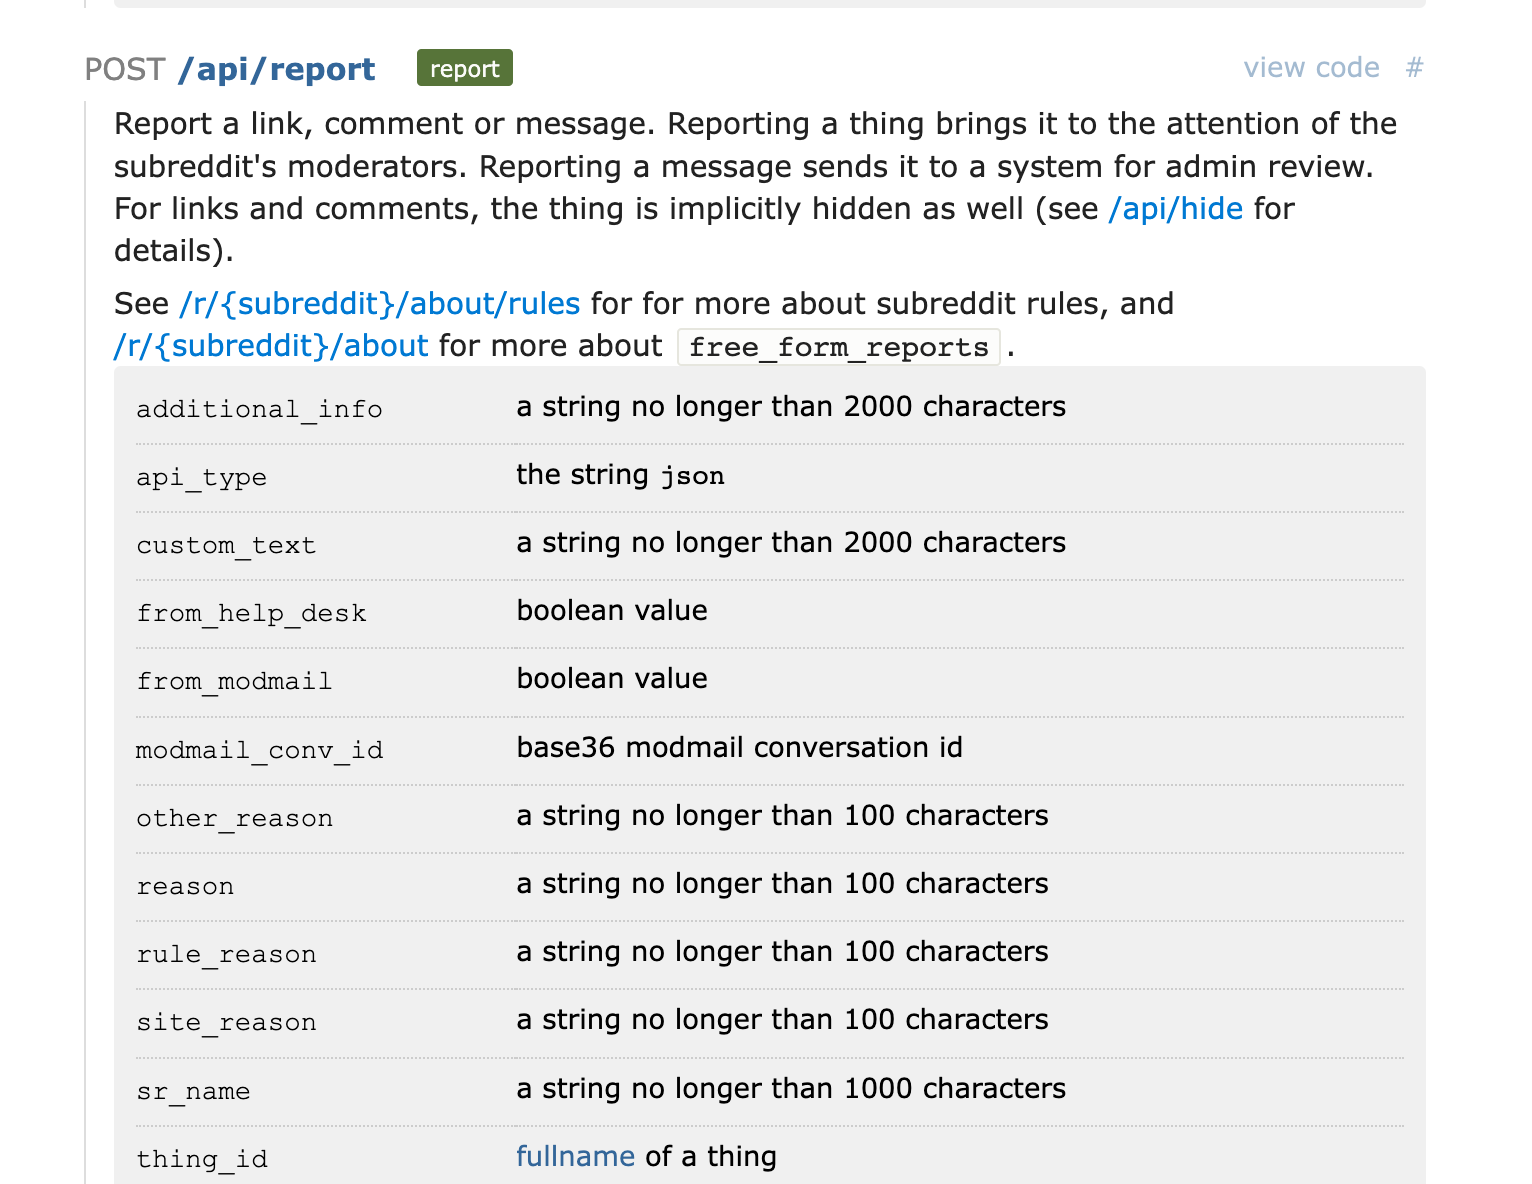 POST /api/report report view code #
Report a link, comment or message. Reporting a thing brings it to the attention of the
subreddit's moderators. Reporting a message sends it to a system for admin review.
For links and comments, the thing is implicitly hidden as well (see /api/hide for
details).
See /r/{subreddit}/about/rules for for more about subreddit rules, and
/r/{subreddit}/about for more about free_form_reports .
additional_info a string no longer than 2000 characters
api_type the string json
custom_text a string no longer than 2000 characters
from_help_desk boolean value
from_modmail boolean value
modmail_conv_id base36 modmail conversation id
other_reason a string no longer than 100 characters
reason a string no longer than 100 characters
rule_reason a string no longer than 100 characters
site_reason a string no longer than 100 characters
sr_name a string no longer than 1000 characters
thing_id fullname of a thing